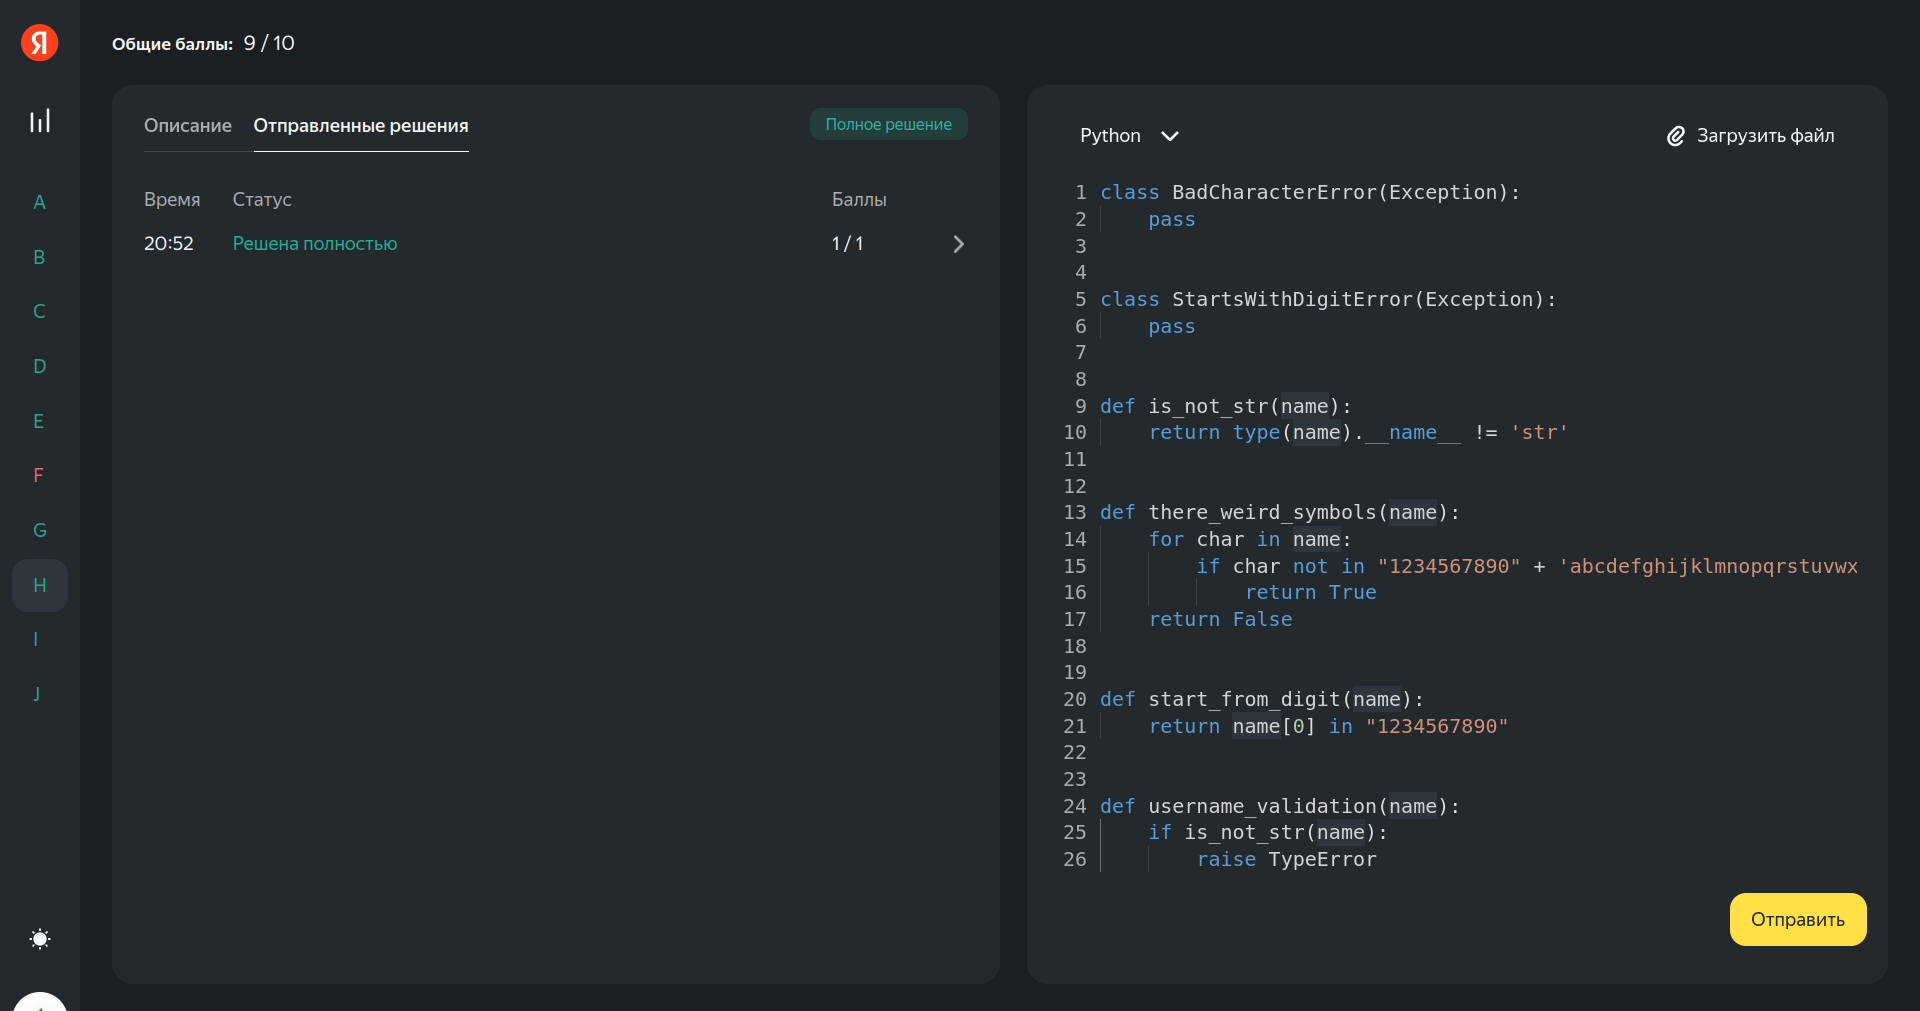 Я
Общие баллы: 9 / 10
A
B
C
D
E
F
G
H
I
J
Описание Отправленные решения
Полное решение
Время Статус Баллы
20:52 Решена полностью 1 / 1
Python
Загрузить файл
1 class BadCharacterError(Exception):
2 pass
3
4
5 class StartsWithDigitError(Exception):
6 pass
7
8
9 def is_not_str(name):
10 return type(name).__name__ != 'str'
11
12
13 def there_weird_symbols(name):
14 for char in name:
15 if char not in "1234567890" + 'abcdefghijklmnopqrstuvwx
16 return True
17 return False
18
19
20 def start_from_digit(name):
21 return name[0] in "1234567890"
22
23
24 def username_validation(name):
25 if is_not_str(name):
26 raise TypeError
Отправить